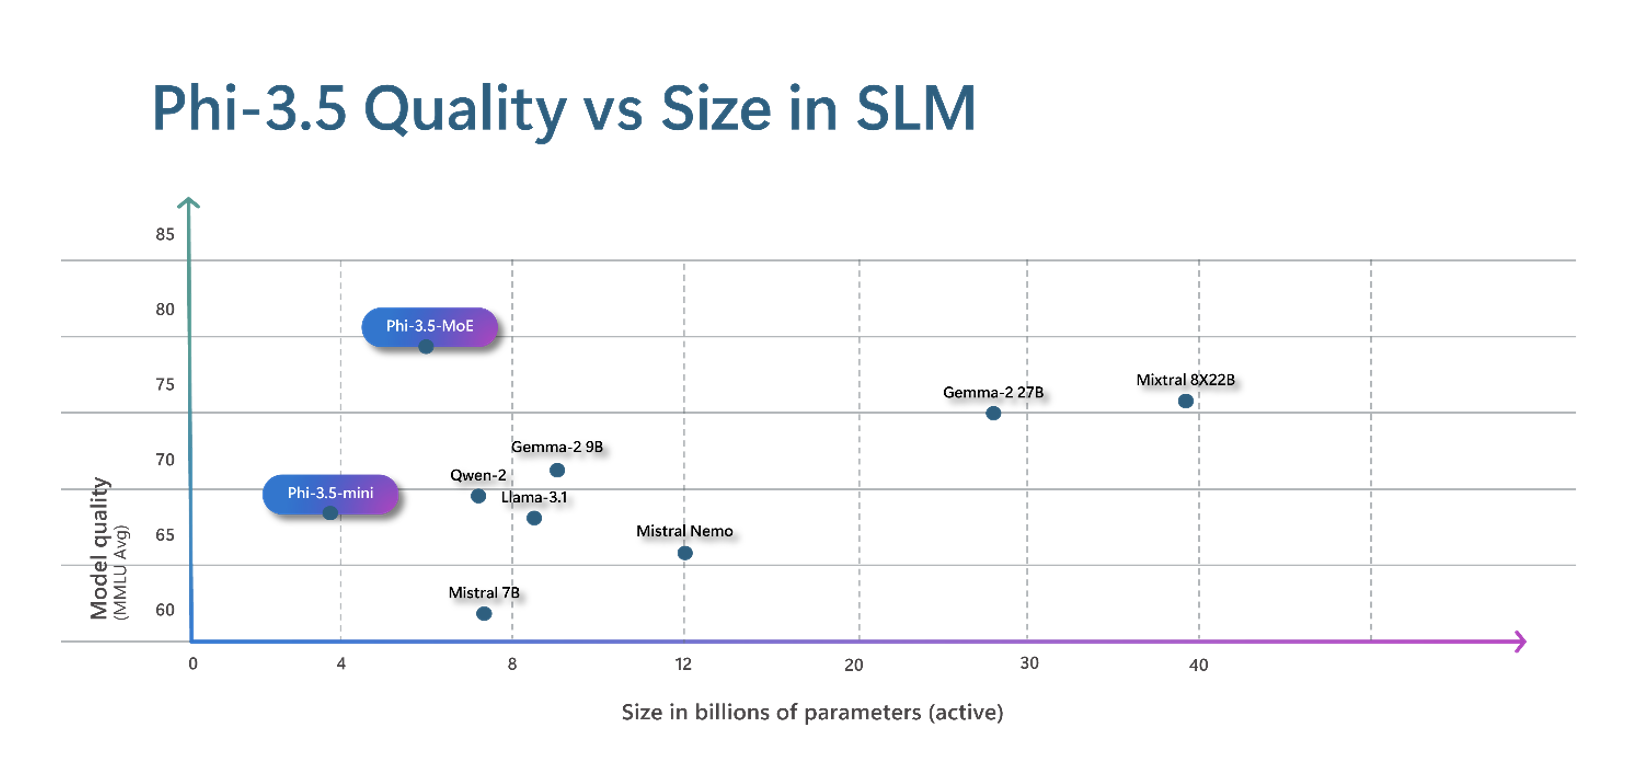 Phi-3.5 Quality vs Size in SLM
85
80
75
70
65
60
Model quality
(MMLU Avg)
Phi-3.5-MoE
Mixtral 8X22B
Gemma-2 27B
Gemma-2 9B
Qwen-2
Phi-3.5-mini
Llama-3.1
Mistral Nemo
Mistral 7B
0 4 8 12 20 30 40
Size in billions of parameters (active)